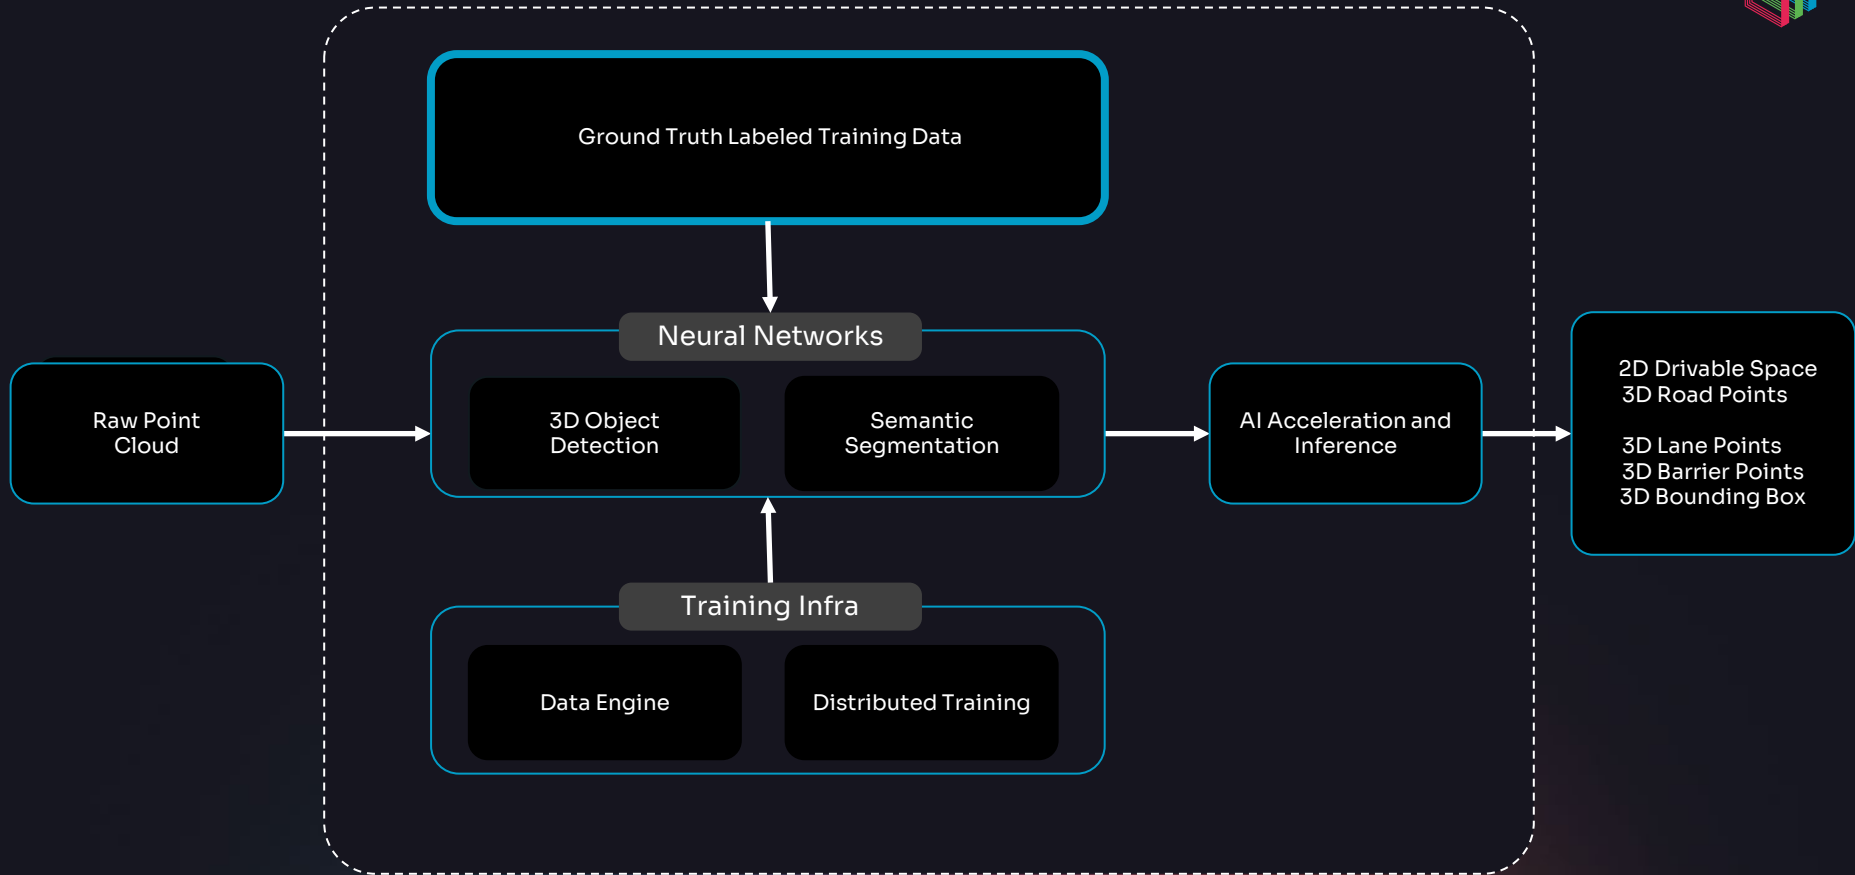 Ground Truth Labeled Training Data
Neural Networks
Raw Point
Cloud
3D Object
Detection
Semantic
Segmentation
AI Acceleration and
Inference
2D Drivable Space
3D Road Points
3D Lane Points
3D Barrier Points
3D Bounding Box
Training Infra
Data Engine
Distributed Training